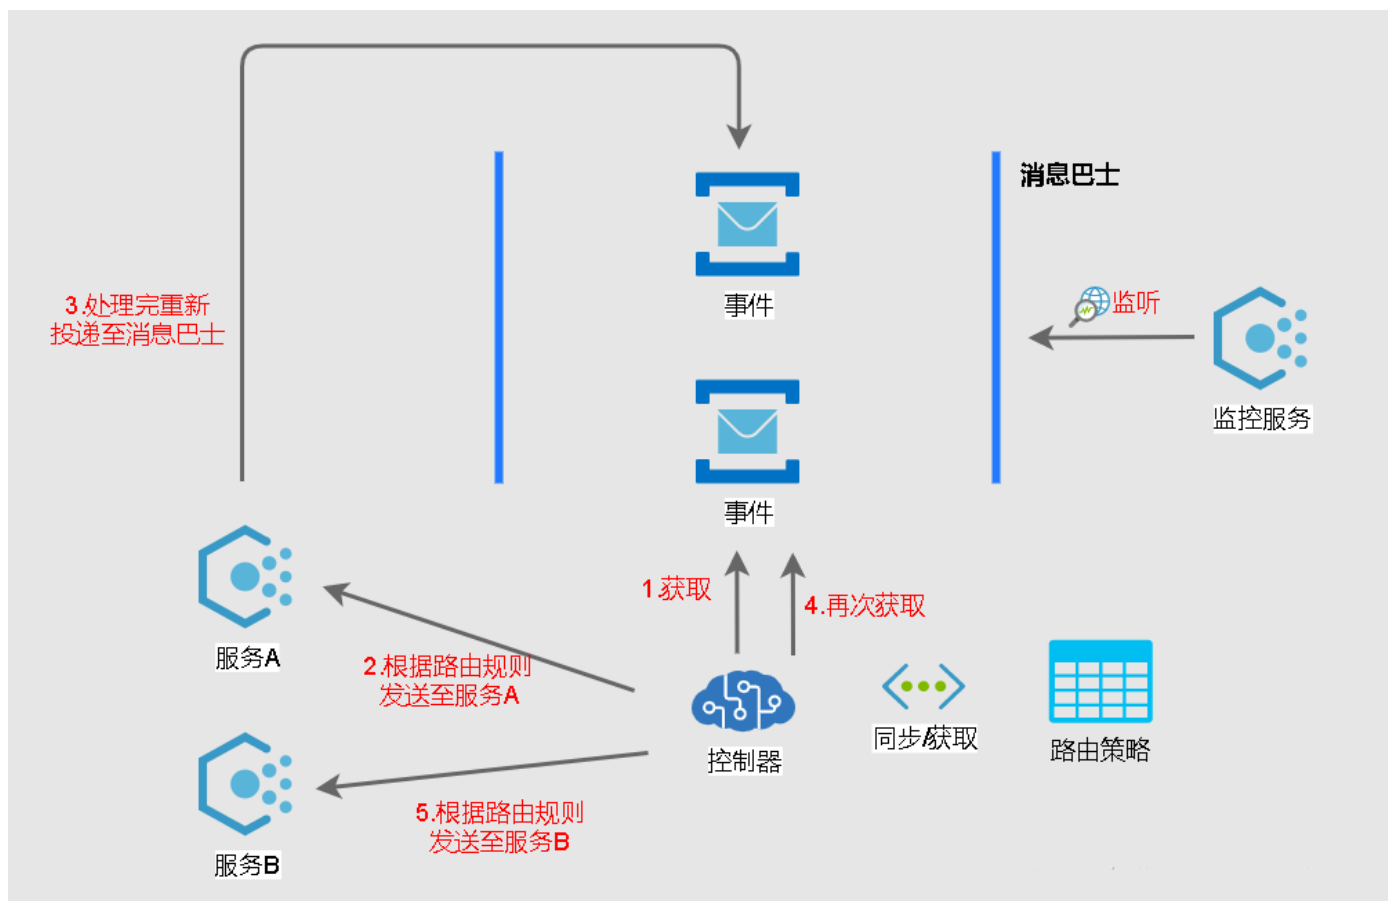 消息巴士
3.处理完重新
投递至消息巴士
事件
监听
监控服务
事件
1.获取
4.再次获取
服务A
2.根据路由规则
发送至服务A
控制器
同步/获取
路由策略
5.根据路由规则
发送至服务B
服务B